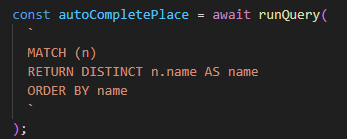 const autoCompletePlace = await runQuery(
`
MATCH (n)
RETURN DISTINCT n.name AS name
ORDER BY name
`
);